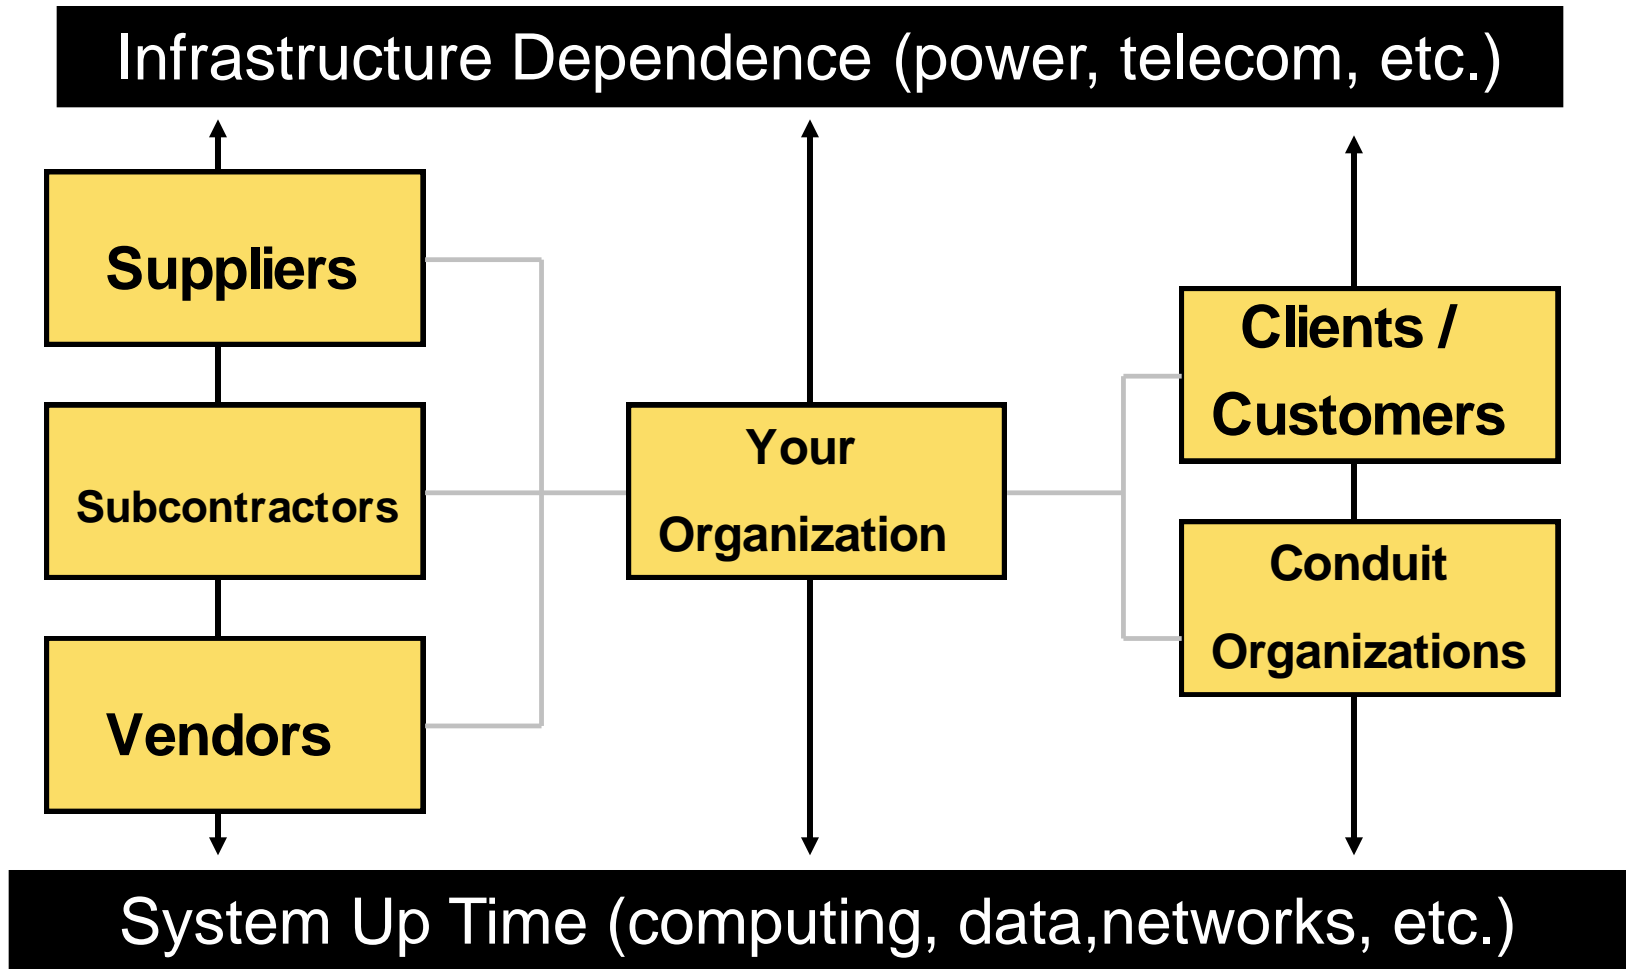 Infrastructure Dependence (power, telecom, etc.)
Suppliers
Subcontractors
Vendors
Your
Organization
Clients /
Customers
Conduit
Organizations
System Up Time (computing, data,networks, etc.)